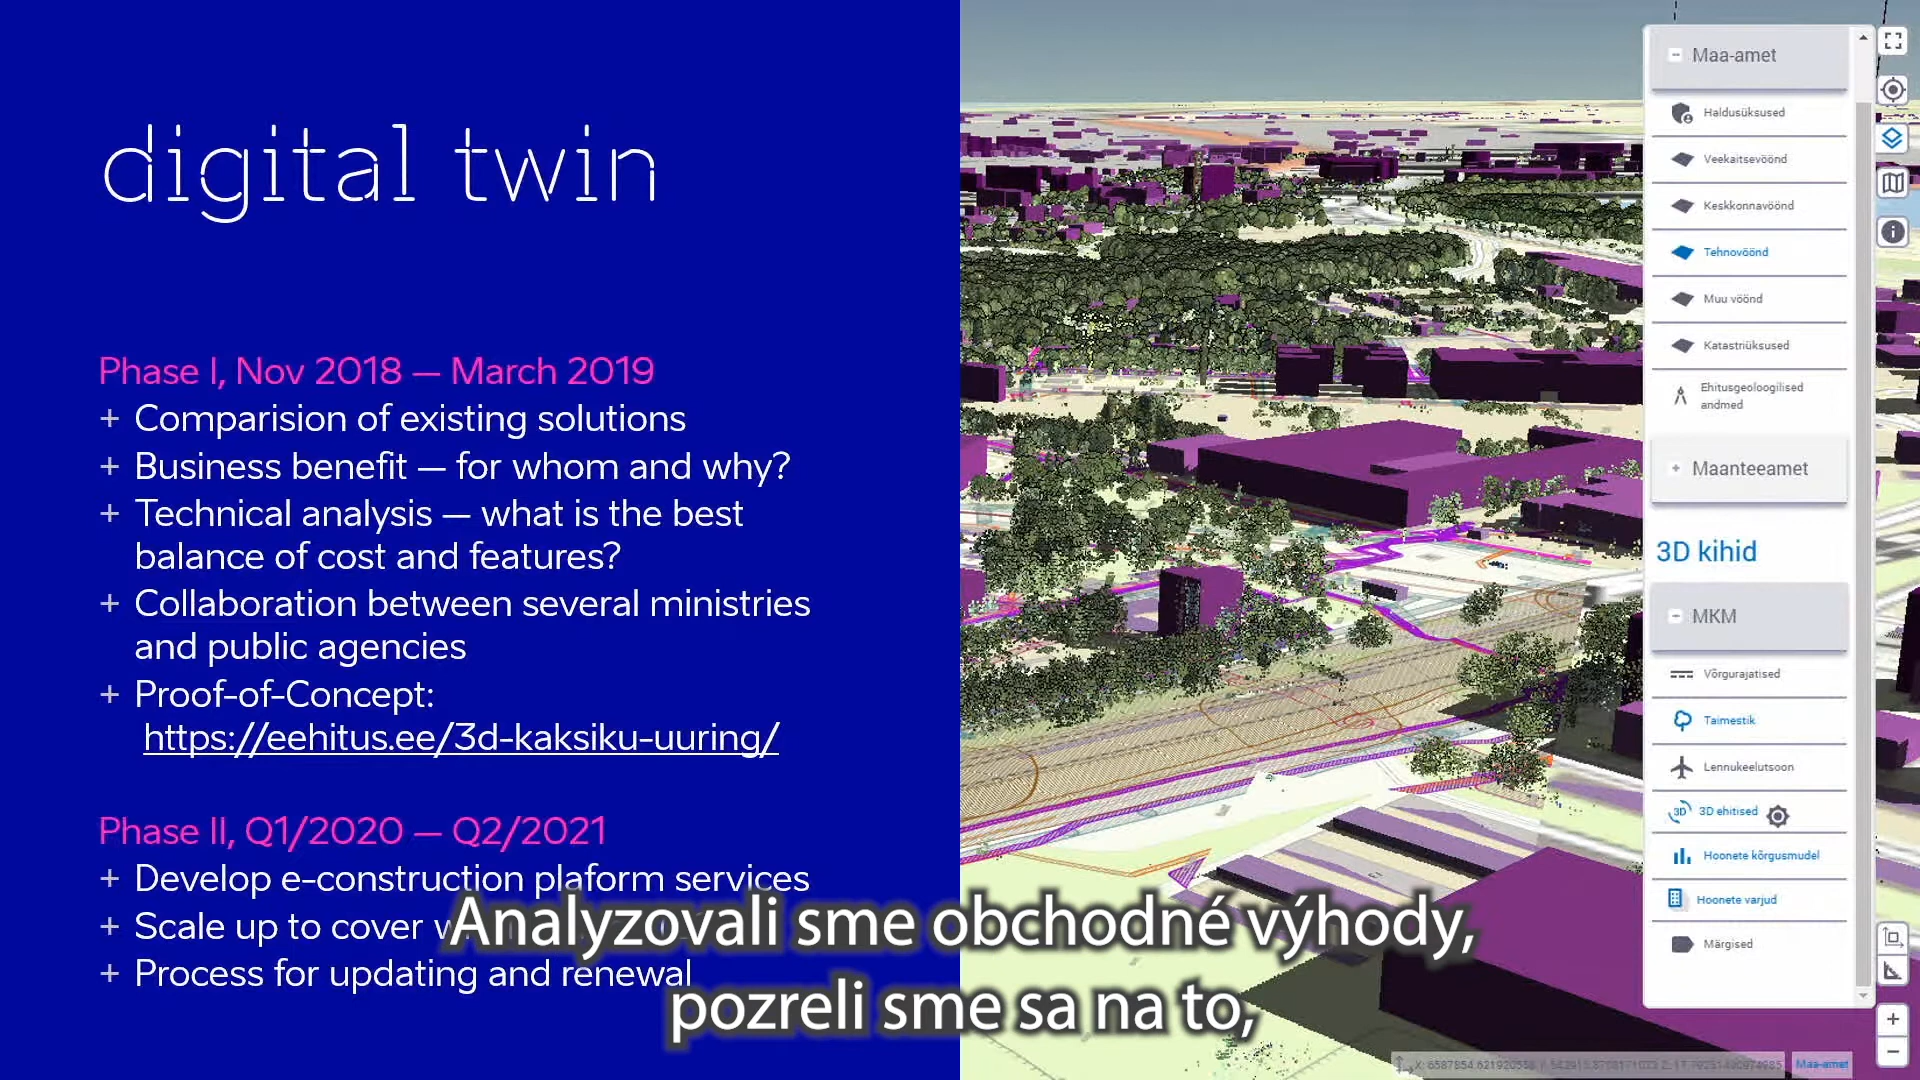 digital twin
Phase I, Nov 2018 — March 2019
+ Comparision of existing solutions
+ Business benefit — for whom and why?
+ Technical analysis — what is the best
balance of cost and features?
+ Collaboration between several ministries
and public agencies
+ Proof-of-Concept:
https://eehitus.ee/3d-kaksiku-uuring/
Phase II, Q1/2020 — Q2/2021
+ Develop e-construction plaform services
+ Scale up to cover
+ Process for updating and renewal
Analyzovali sme obchodné výhody,
pozreli sme sa na to,
Maa-amet
Haldusüksused
Veekaitsevöönd
Keskkonnavöönd
Tehnovöönd
Muu vöönd
Katastriüksused
Ehitusgeoloogilised
andmed
+ Maanteeamet
3D kihid
MKM
Võrgurajatised
Taimestik
Lennukeelutsoon
3D ehitised
Hoonete kõrgusmudel
Hoonete varjud
Märgised
Maa-amet